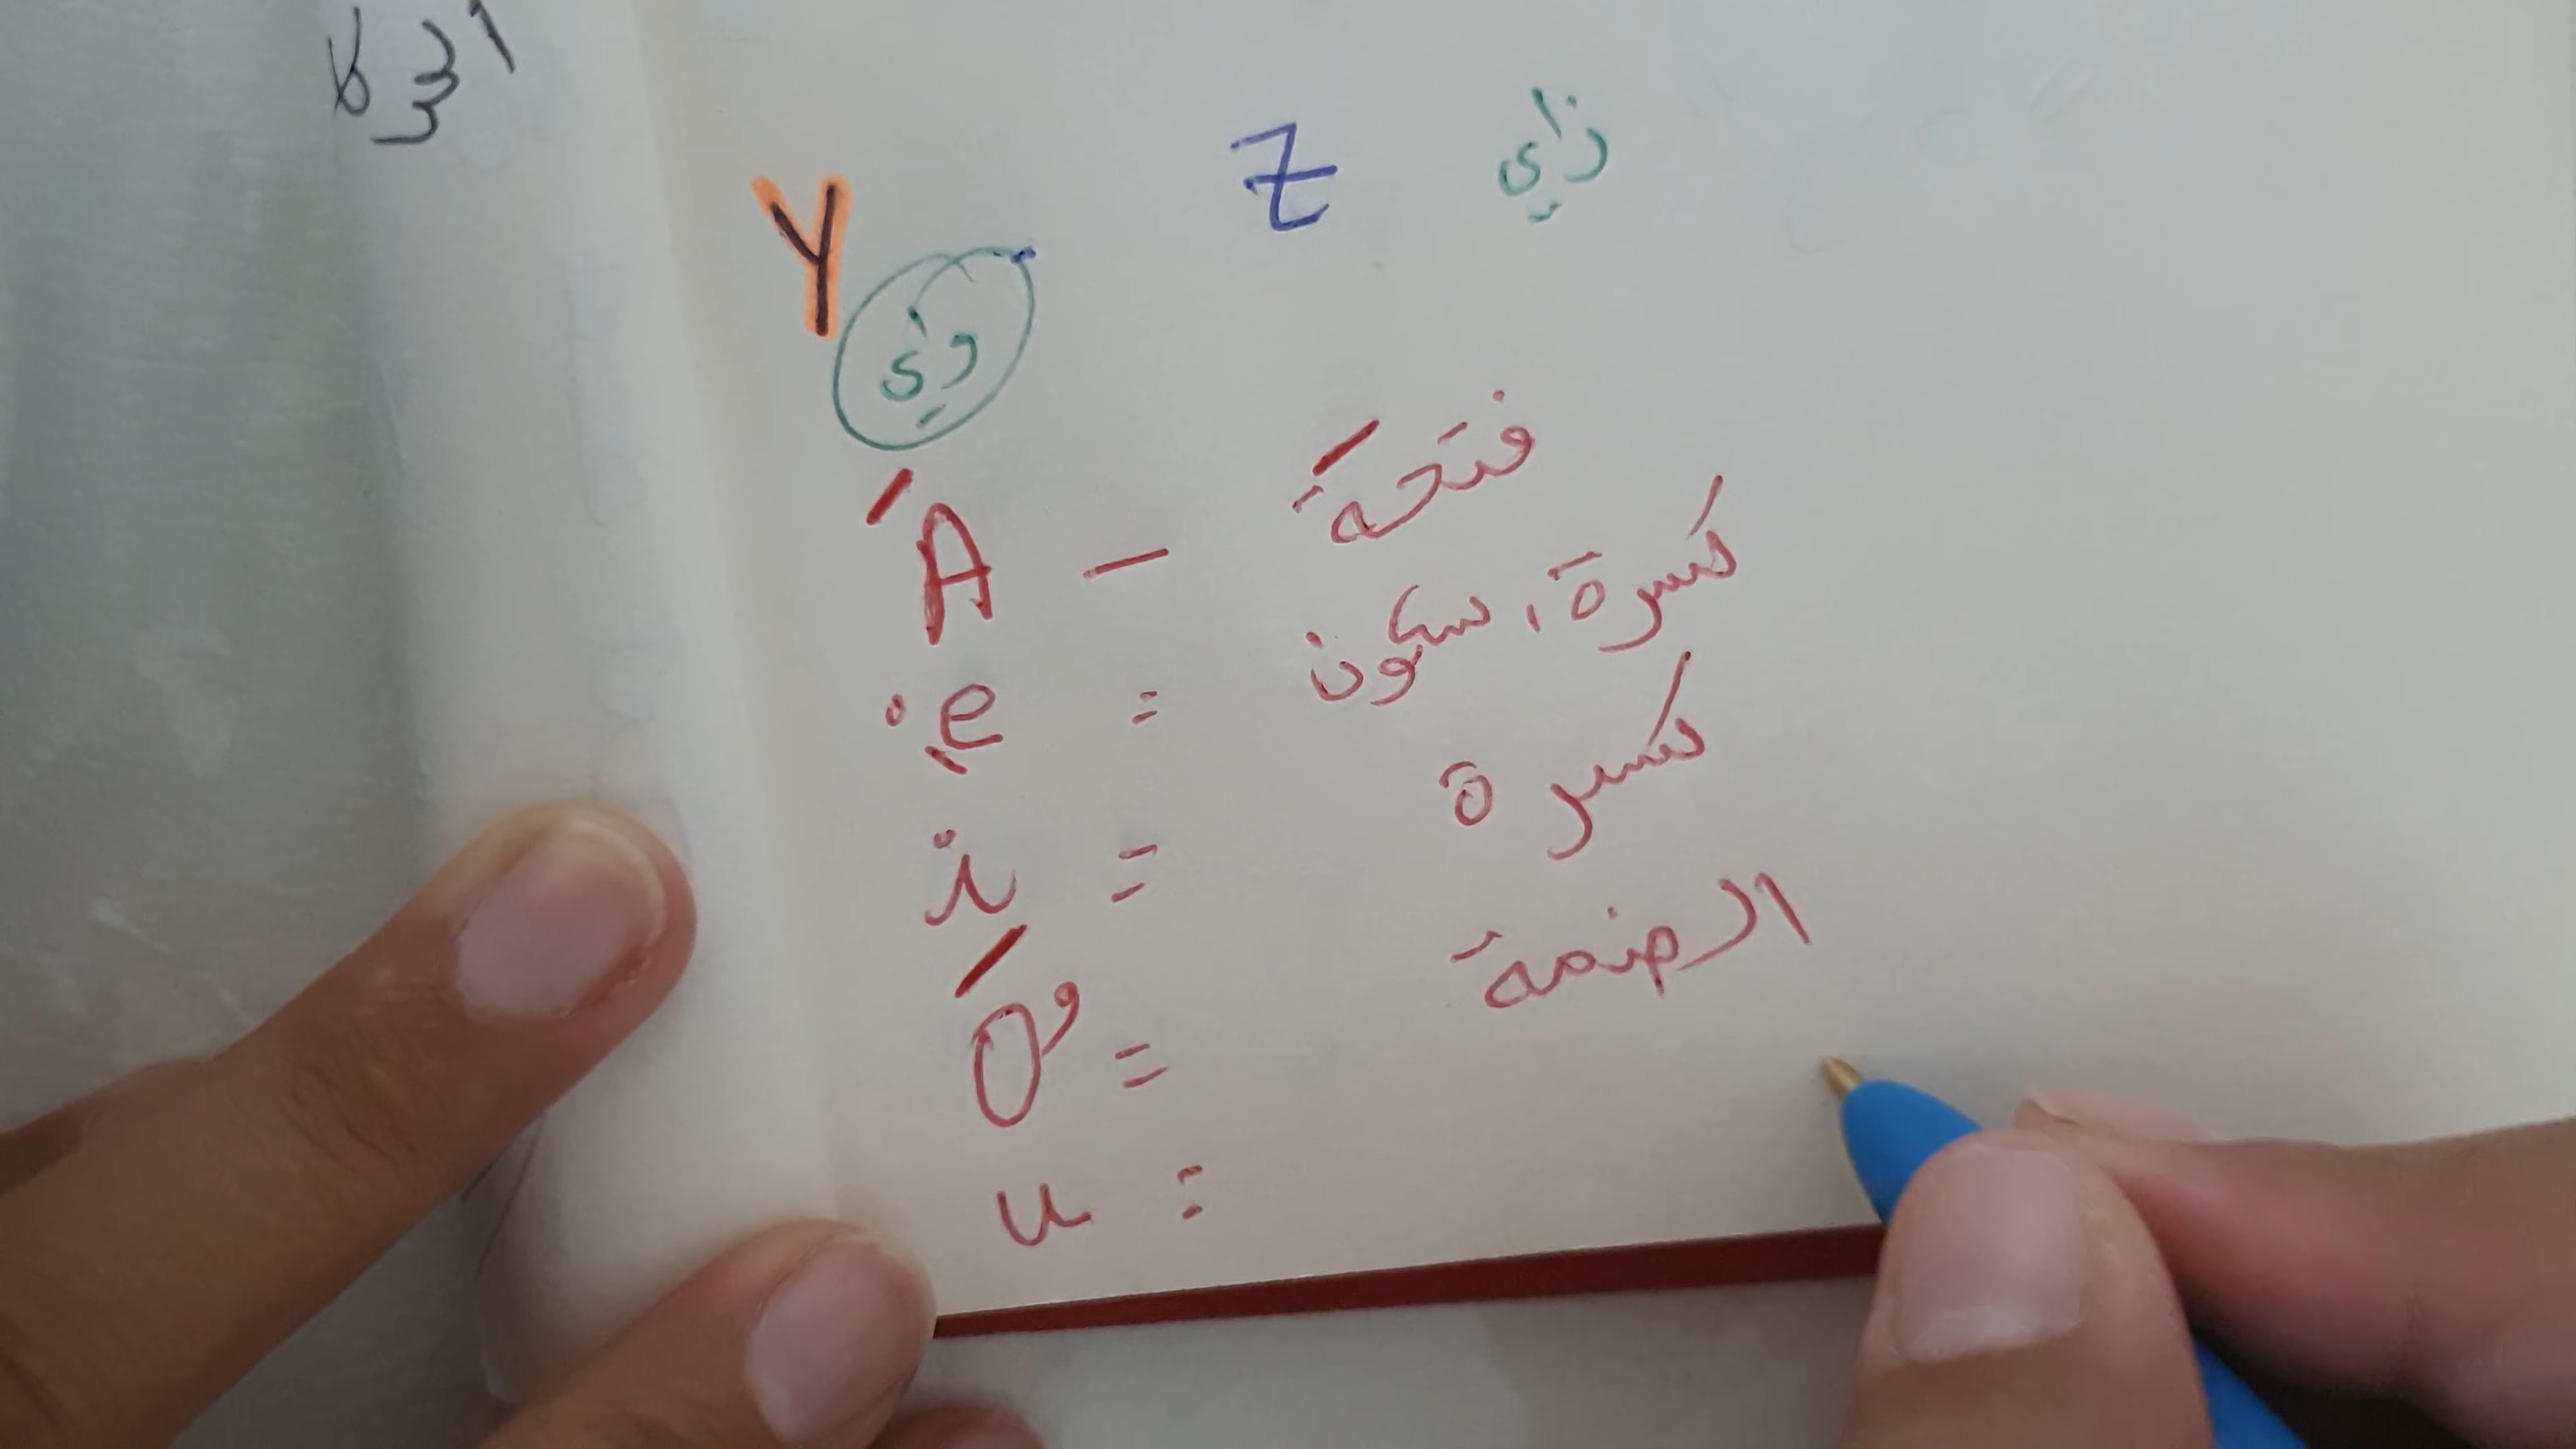 Y واي Z زاي
A — فتحة
e = كسرة، سكون
i = كسرة
O = الضمة
u =